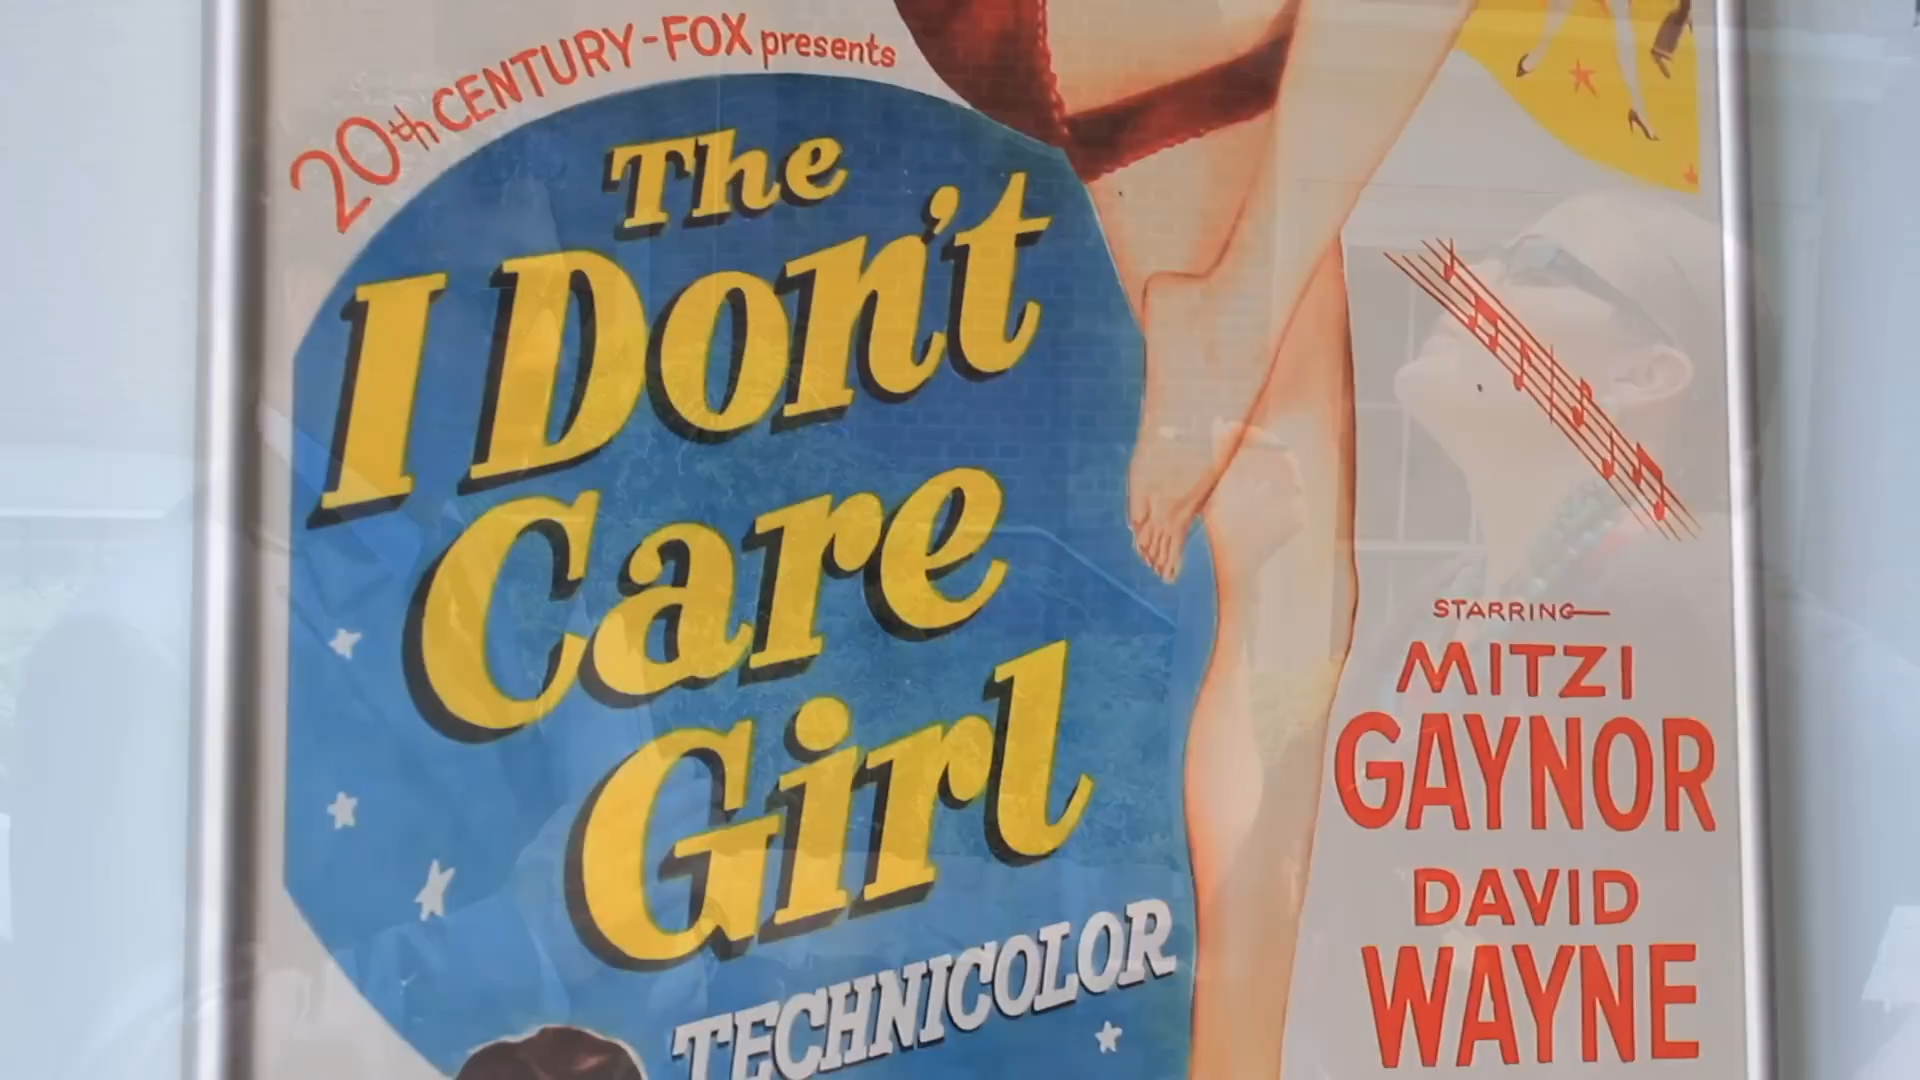 20th CENTURY-FOX presents
The
I Don't
Care
Girl
TECHNICOLOR
STARRING
MITZI
GAYNOR
DAVID
WAYNE